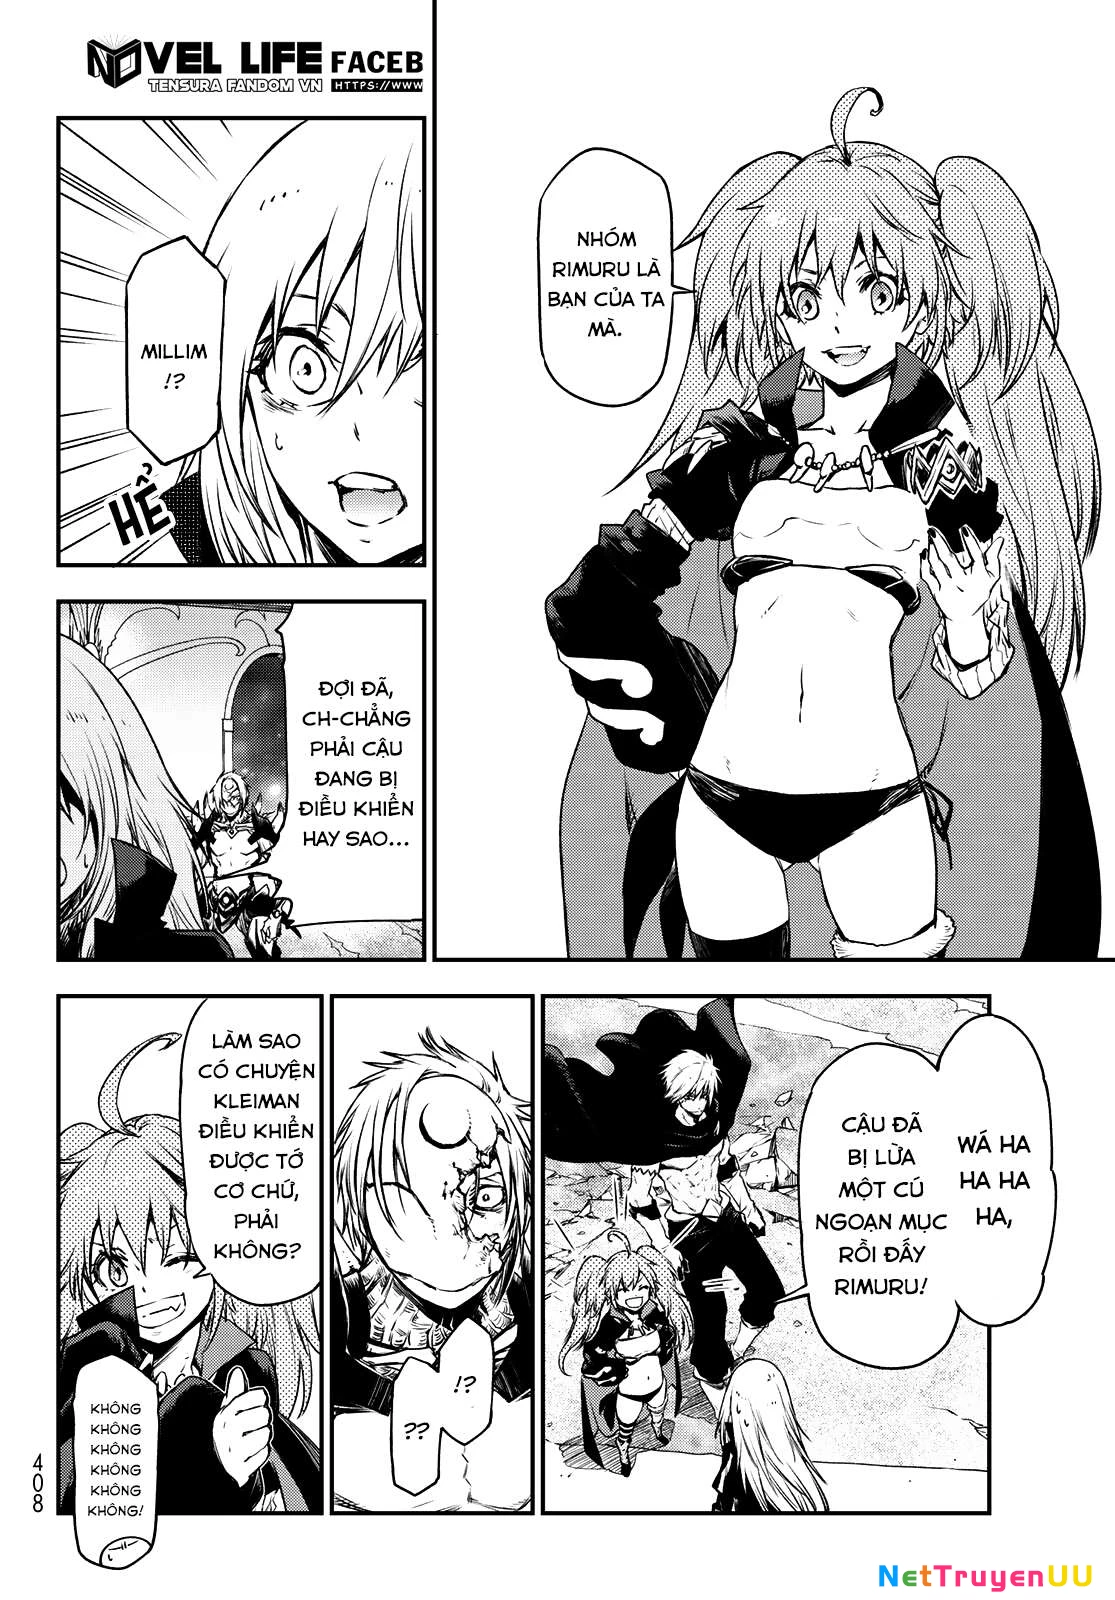 NOVEL LIFE FACEB
TENSURA FANDOM VN HTTPS://WWW
NHÓM
RIMURU LÀ
BẠN CỦA TA
MÀ.
MILLIM
!?
HỂ
ĐỢI ĐÃ,
CH-CHẲNG
PHẢI CẬU
ĐANG BỊ
ĐIỀU KHIỂN
HAY SAO...
WÁ HA
HA HA
HA,
CẬU ĐÃ
BỊ LỪA
MỘT CÚ
NGOẠN MỤC
RỒI ĐẤY
RIMURU!
!?
??
LÀM SAO
CÓ CHUYỆN
KLEIMAN
ĐIỀU KHIỂN
ĐƯỢC TỚ
CƠ CHỨ,
PHẢI
KHÔNG?
KHÔNG
KHÔNG
KHÔNG
KHÔNG
KHÔNG
KHÔNG!
408
NetTruyenUU